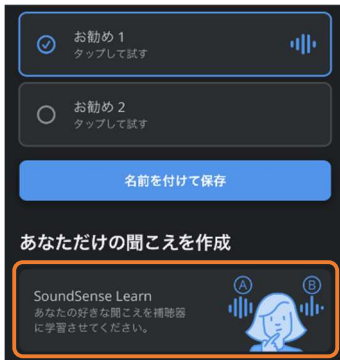 お勧め 1
タップして試す
お勧め 2
タップして試す
名前を付けて保存
あなただけの聞こえを作成
SoundSense Learn
あなたの好きな聞こえを補聴器
に学習させてください。
A
B